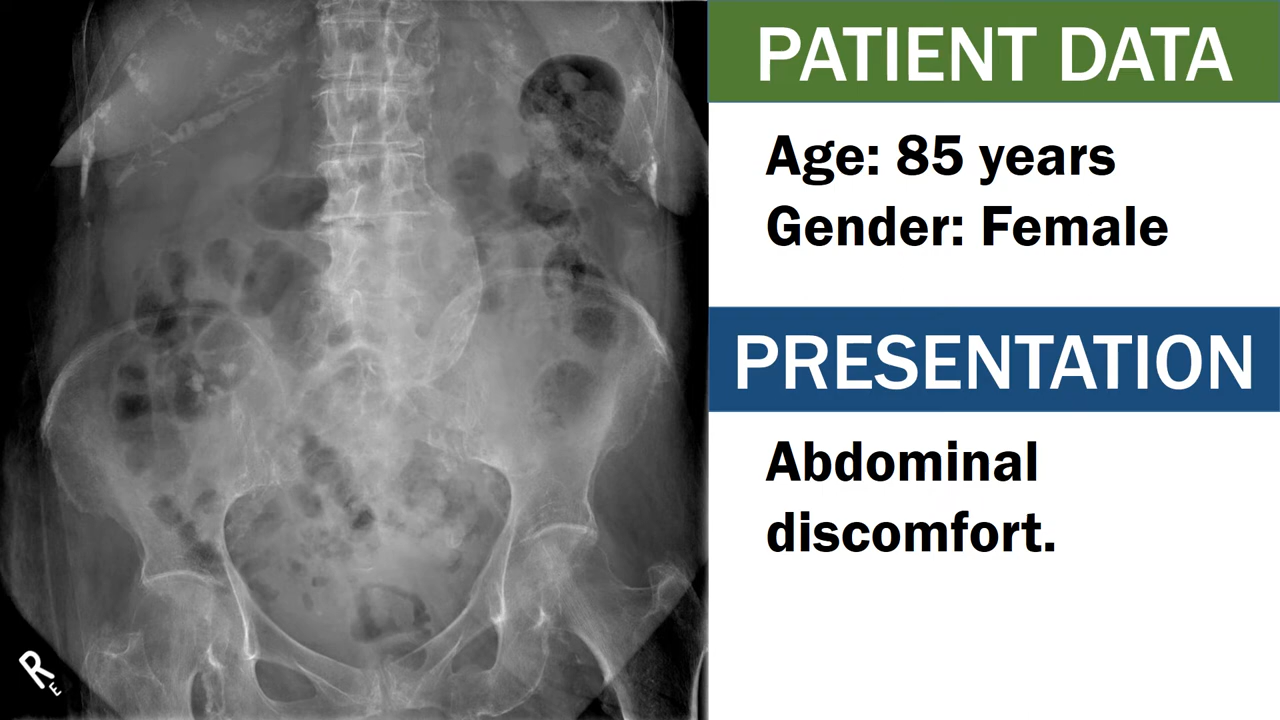 PATIENT DATA
Age: 85 years
Gender: Female
PRESENTATION
Abdominal
discomfort.
R
E